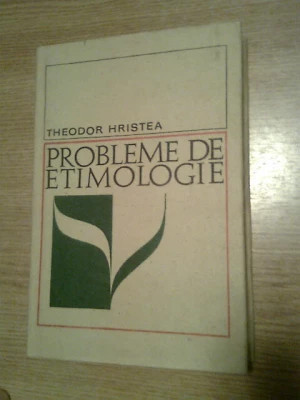 THEODOR HRISTEA
PROBLEME DE
ETIMOLOGIE